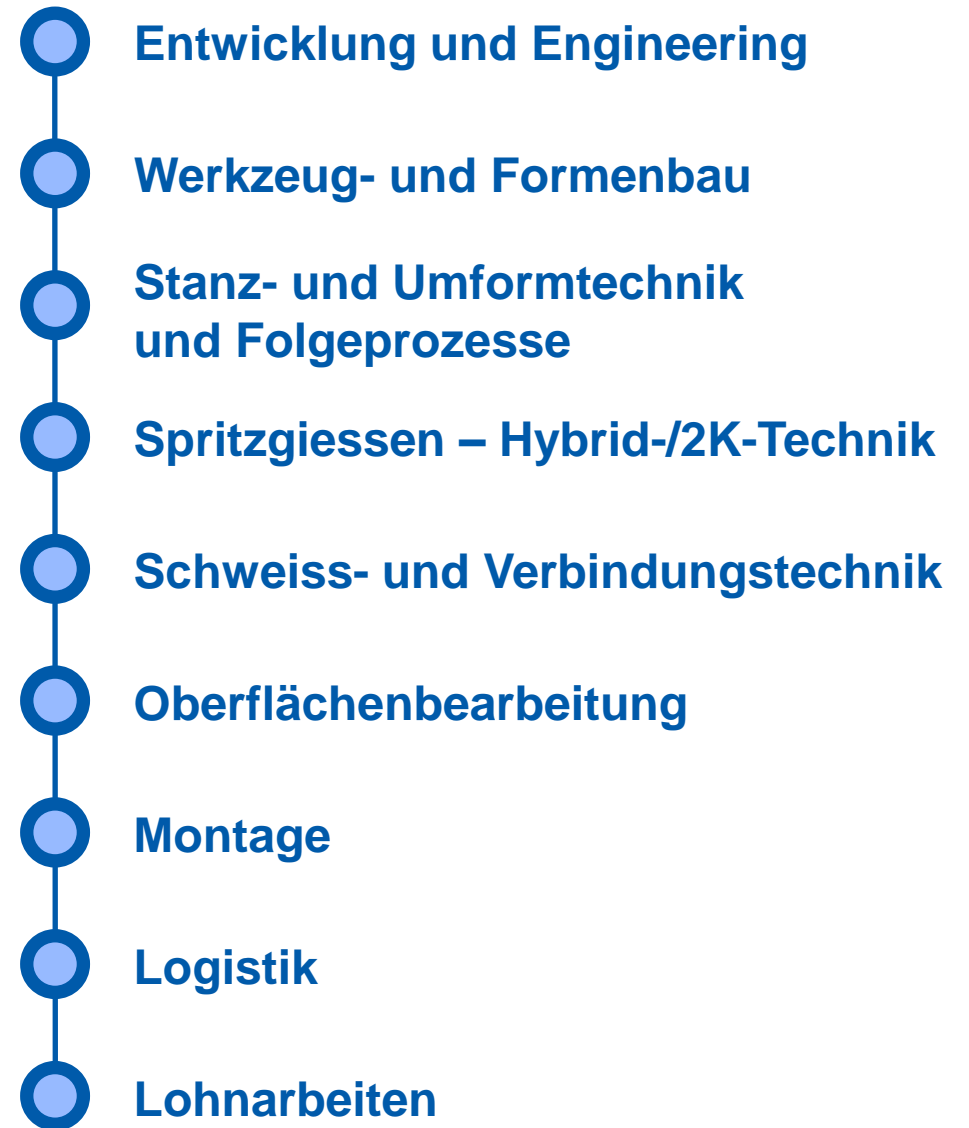 Entwicklung und Engineering
Werkzeug- und Formenbau
Stanz- und Umformtechnik
und Folgeprozesse
Spritzgiessen – Hybrid-/2K-Technik
Schweiss- und Verbindungstechnik
Oberflächenbearbeitung
Montage
Logistik
Lohnarbeiten